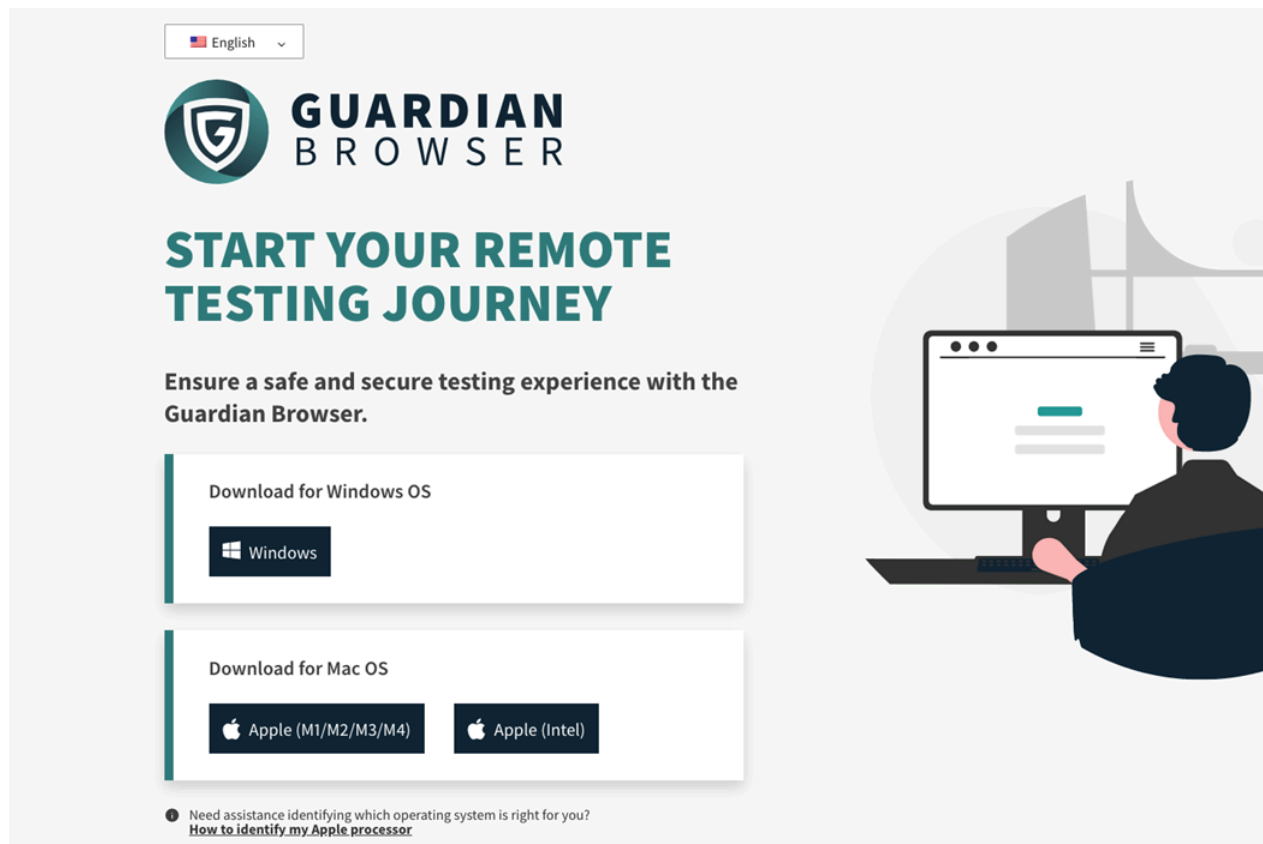 English
GUARDIAN
BROWSER
START YOUR REMOTE
TESTING JOURNEY
Ensure a safe and secure testing experience with the
Guardian Browser.
Download for Windows OS
Windows
Download for Mac OS
Apple (M1/M2/M3/M4)
Apple (Intel)
Need assistance identifying which operating system is right for you?
How to identify my Apple processor